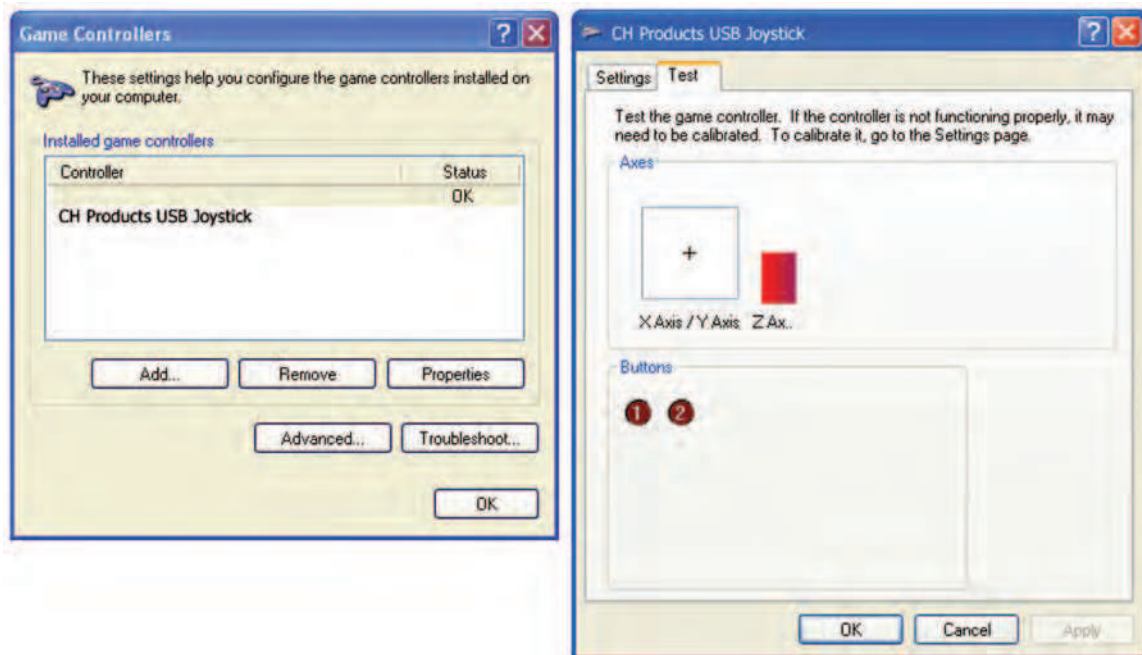 Game Controllers
These settings help you configure the game controllers installed on
your computer.
Installed game controllers
Controller Status
OK
CH Products USB Joystick
Add... Remove Properties
Advanced... Troubleshoot...
OK
CH Products USB Joystick
Settings Test
Test the game controller. If the controller is not functioning properly, it may
need to be calibrated. To calibrate it, go to the Settings page.
Axes
X Axis / Y Axis Z Ax..
Buttons
1 2
OK Cancel Apply